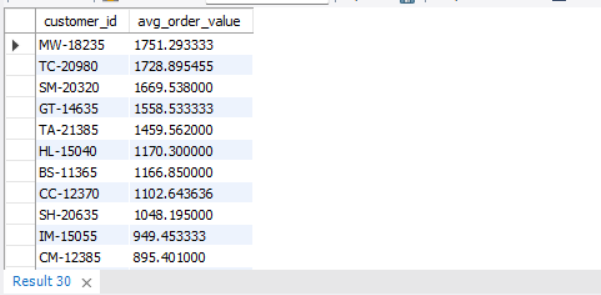 customer_id avg_order_value
MW-18235 1751.293333
TC-20980 1728.895455
SM-20320 1669.538000
GT-14635 1558.533333
TA-21385 1459.562000
HL-15040 1170.300000
BS-11365 1166.850000
CC-12370 1102.643636
SH-20635 1048.195000
IM-15055 949.453333
CM-12385 895.401000
Result 30